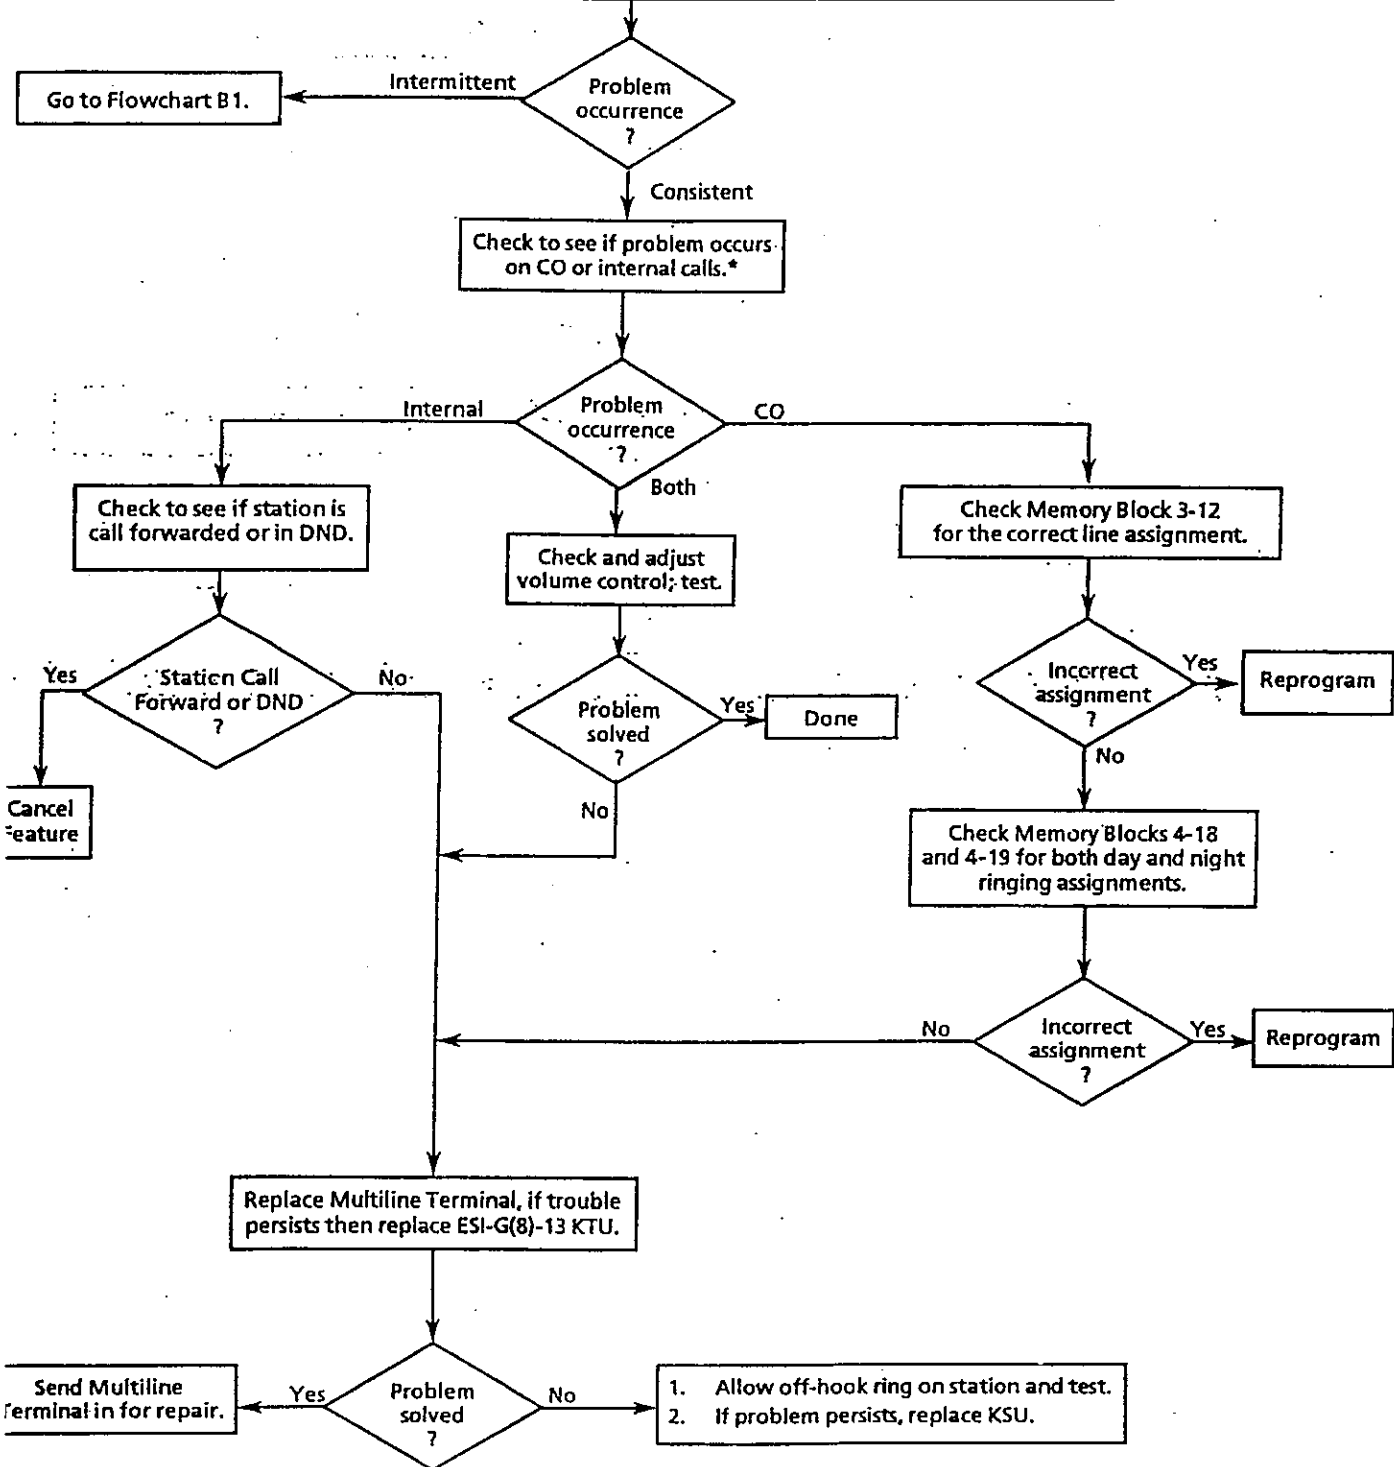 Intermittent
Go to Flowchart B1.
Problem
occurrence
?
Consistent
Check to see if problem occurs
on CO or internal calls.*
Internal
Problem
occurrence
?
CO
Both
Check to see if station is
call forwarded or in DND.
Check and adjust
volume control; test.
Check Memory Block 3-12
for the correct line assignment.
Yes
Station Call
Forward or DND
?
No
Problem
solved
?
Yes
Done
Incorrect
assignment
?
Yes
Reprogram
No
Cancel
Feature
No
Check Memory Blocks 4-18
and 4-19 for both day and night
ringing assignments.
No
Incorrect
assignment
?
Yes
Reprogram
Replace Multiline Terminal, if trouble
persists then replace ESI-G(8)-13 KTU.
Send Multiline
Terminal in for repair.
Yes
Problem
solved
?
No
1. Allow off-hook ring on station and test.
2. If problem persists, replace KSU.